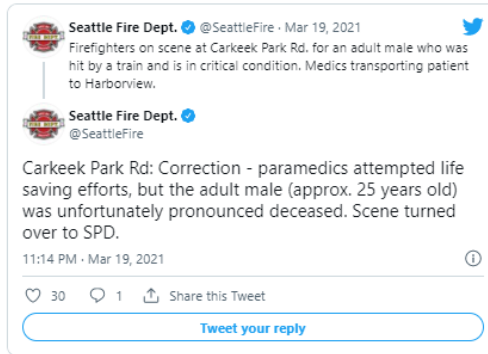 Seattle Fire Dept. @SeattleFire · Mar 19, 2021
Firefighters on scene at Carkeek Park Rd. for an adult male who was
hit by a train and is in critical condition. Medics transporting patient
to Harborview.
Seattle Fire Dept.
@SeattleFire
Carkeek Park Rd: Correction - paramedics attempted life
saving efforts, but the adult male (approx. 25 years old)
was unfortunately pronounced deceased. Scene turned
over to SPD.
11:14 PM · Mar 19, 2021
30 1 Share this Tweet
Tweet your reply